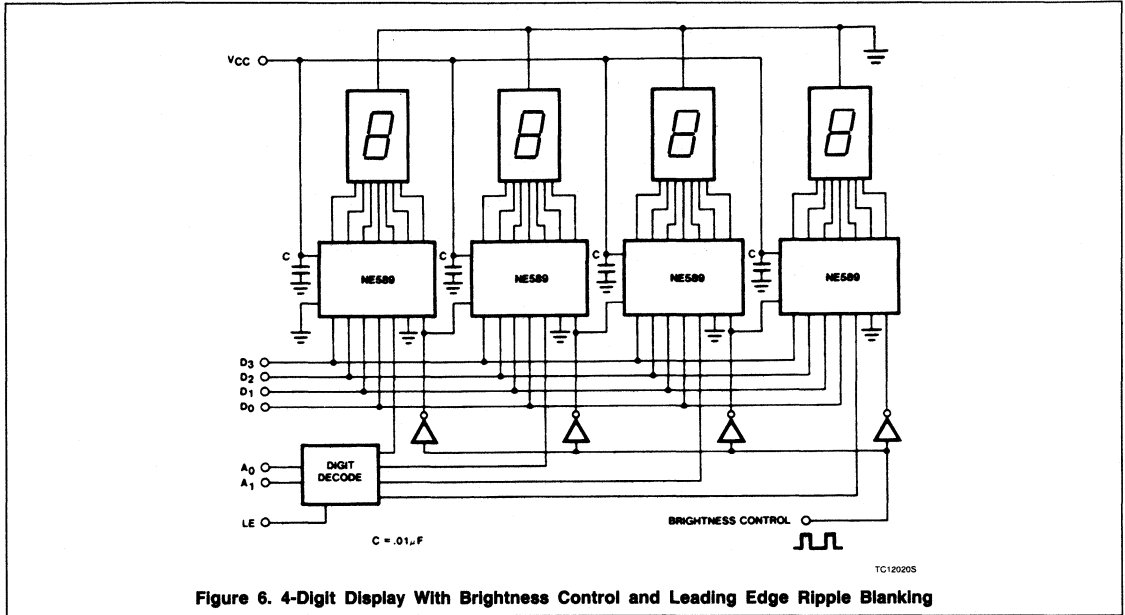 VCC
C
C
C
C
NE589
NE589
NE589
NE589
D3
D2
D1
D0
A0
A1
DIGIT
DECODE
LE
BRIGHTNESS CONTROL
C = .01µF
TC12020S
Figure 6. 4-Digit Display With Brightness Control and Leading Edge Ripple Blanking